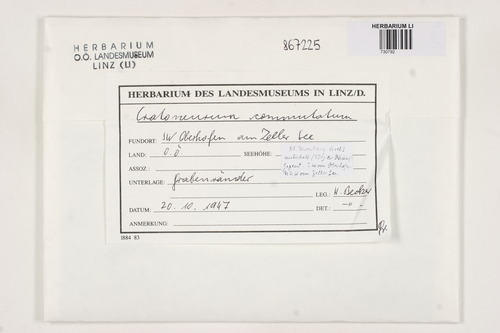 HERBARIUM
O.Ö. LANDESMUSEUM
LINZ (LI)
867225
HERBARIUM LI
730792
HERBARIUM DES LANDESMUSEUMS IN LINZ/D.
Cratoneurum commutatum
FUNDORT: SW Oberhofen am Zeller See
LAND: O.Ö SEEHÖHE:
ASSOZ.:
UNTERLAGE: Grabenränder
LEG.: H. Becker
DATUM: 20.10.1947 DET.: -"-
ANMERKUNG:
1884 83